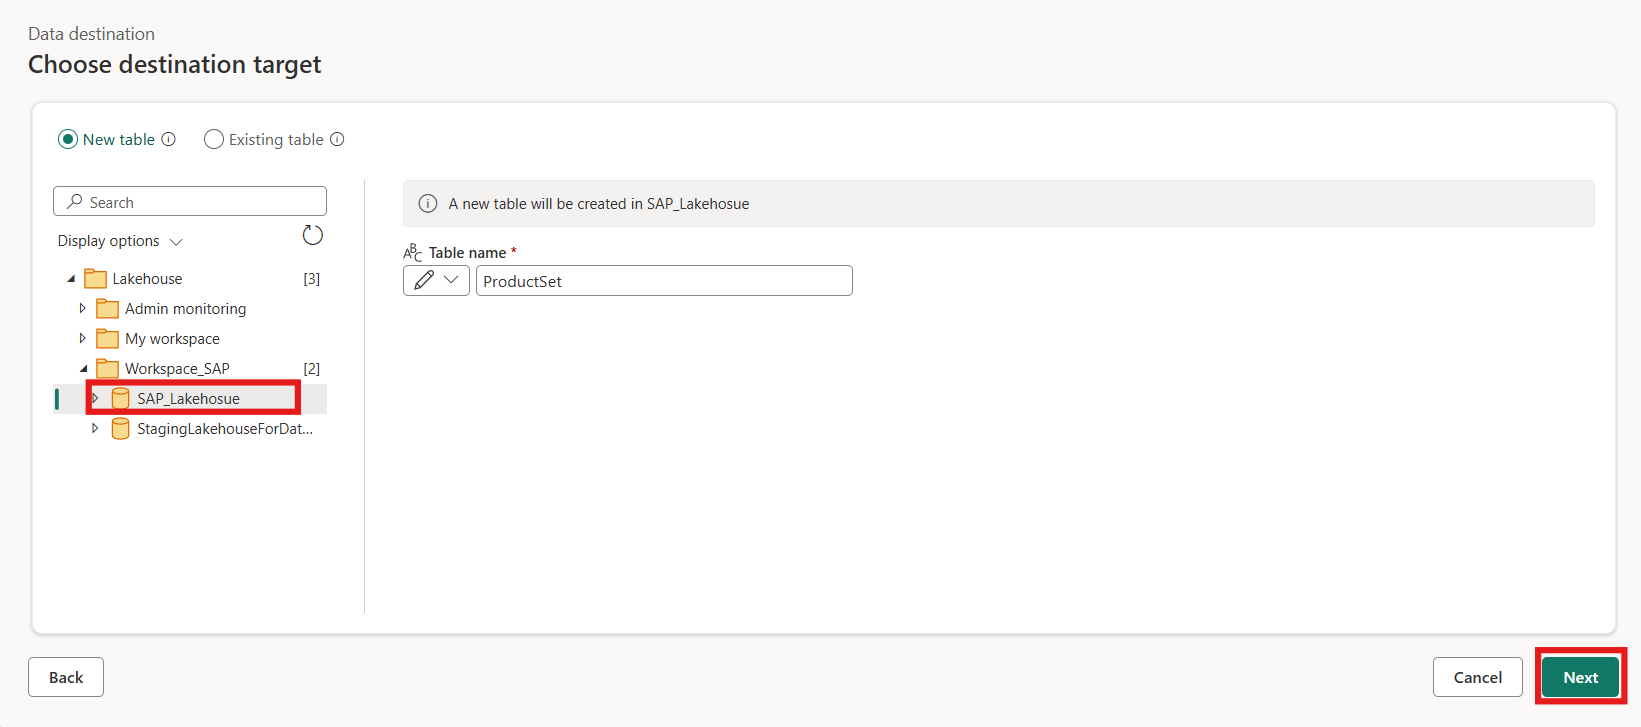 Data destination
Choose destination target
New table
Existing table
Search
Display options
Lakehouse [3]
Admin monitoring
My workspace
Workspace_SAP [2]
SAP_Lakehosue
StagingLakehouseForDat...
A new table will be created in SAP_Lakehosue
ABC Table name *
ProductSet
Back
Cancel
Next